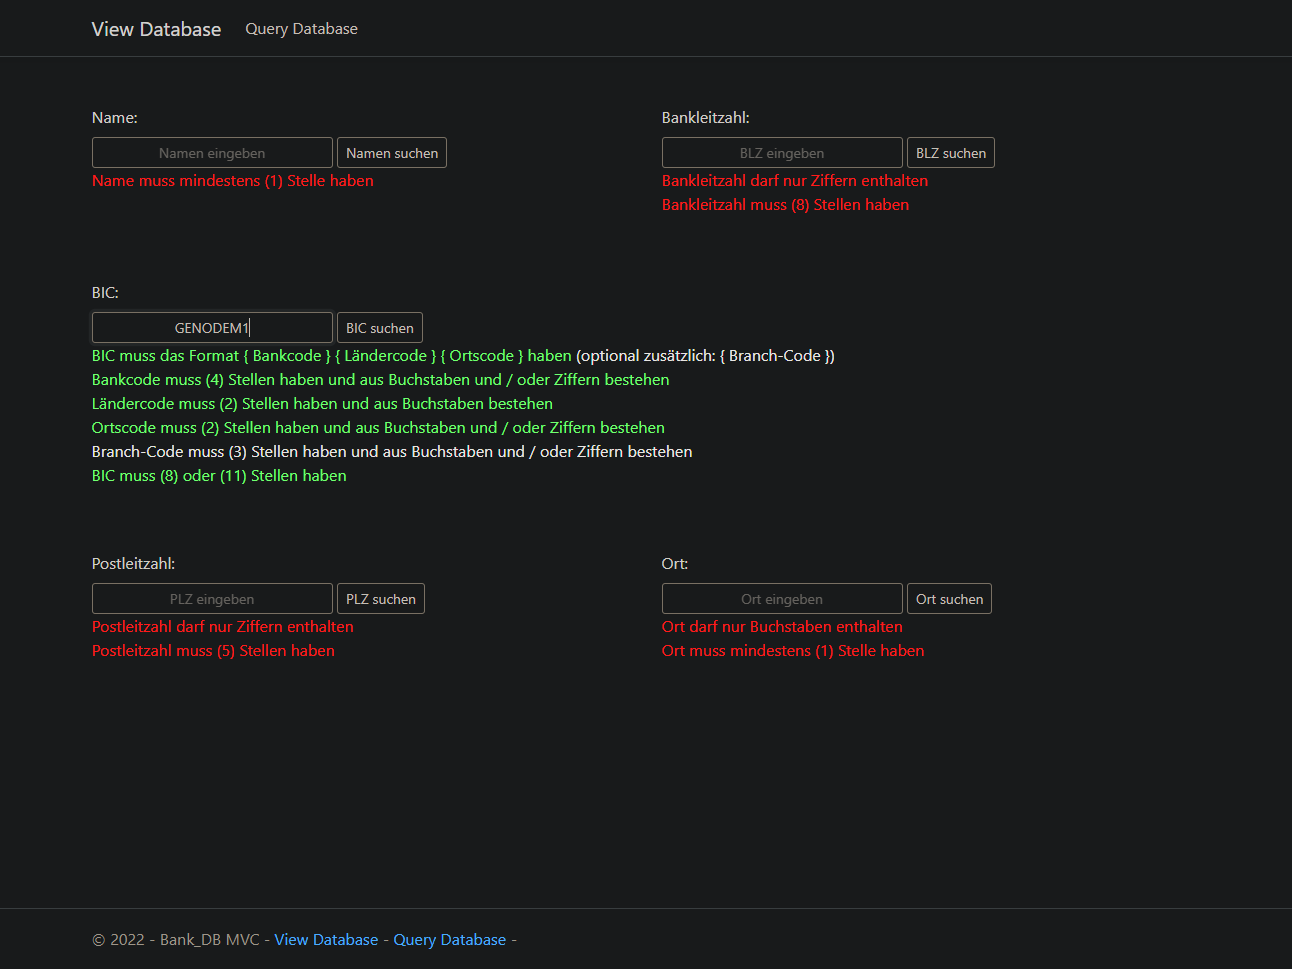 View Database Query Database
Name:
Namen eingeben Namen suchen
Name muss mindestens (1) Stelle haben
Bankleitzahl:
BLZ eingeben BLZ suchen
Bankleitzahl darf nur Ziffern enthalten
Bankleitzahl muss (8) Stellen haben
BIC:
GENODEM1 BIC suchen
BIC muss das Format { Bankcode } { Ländercode } { Ortscode } haben (optional zusätzlich: { Branch-Code })
Bankcode muss (4) Stellen haben und aus Buchstaben und / oder Ziffern bestehen
Ländercode muss (2) Stellen haben und aus Buchstaben bestehen
Ortscode muss (2) Stellen haben und aus Buchstaben und / oder Ziffern bestehen
Branch-Code muss (3) Stellen haben und aus Buchstaben und / oder Ziffern bestehen
BIC muss (8) oder (11) Stellen haben
Postleitzahl:
PLZ eingeben PLZ suchen
Postleitzahl darf nur Ziffern enthalten
Postleitzahl muss (5) Stellen haben
Ort:
Ort eingeben Ort suchen
Ort darf nur Buchstaben enthalten
Ort muss mindestens (1) Stelle haben
© 2022 - Bank_DB MVC - View Database - Query Database -